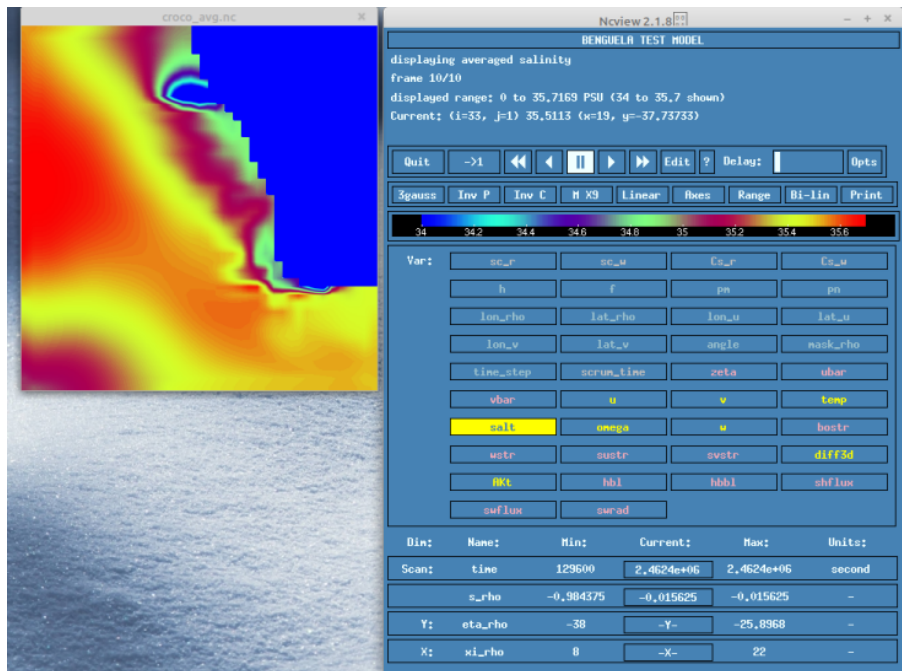 croco_avg.nc
×
Ncview 2.1.8
− + ×
BENGUELA TEST MODEL
displaying averaged salinity
frame 10/10
displayed range: 0 to 35.7169 PSU (34 to 35.7 shown)
Current: (i=33, j=1) 35.5113 (x=19, y=-37.73733)
Quit ->1 Edit ? Delay: Opts
3gauss Inv P Inv C M X9 Linear Axes Range Bi-lin Print
34 34.2 34.4 34.6 34.8 35 35.2 35.4 35.6
Var: sc_r sc_w Cs_r Cs_w
h f pm pn
lon_rho lat_rho lon_u lat_u
lon_v lat_v angle mask_rho
time_step scrum_time zeta ubar
vbar u v temp
salt omega w bostr
wstr sustr svstr diff3d
AKt hbl hbbl shflux
swflux swrad
Dim: Name: Min: Current: Max: Units:
Scan: time 129600 2.4624e+06 2.4624e+06 second
s_rho -0.984375 -0.015625 -0.015625 -
Y: eta_rho -38 -Y- -25.8968 -
X: xi_rho 8 -X- 22 -